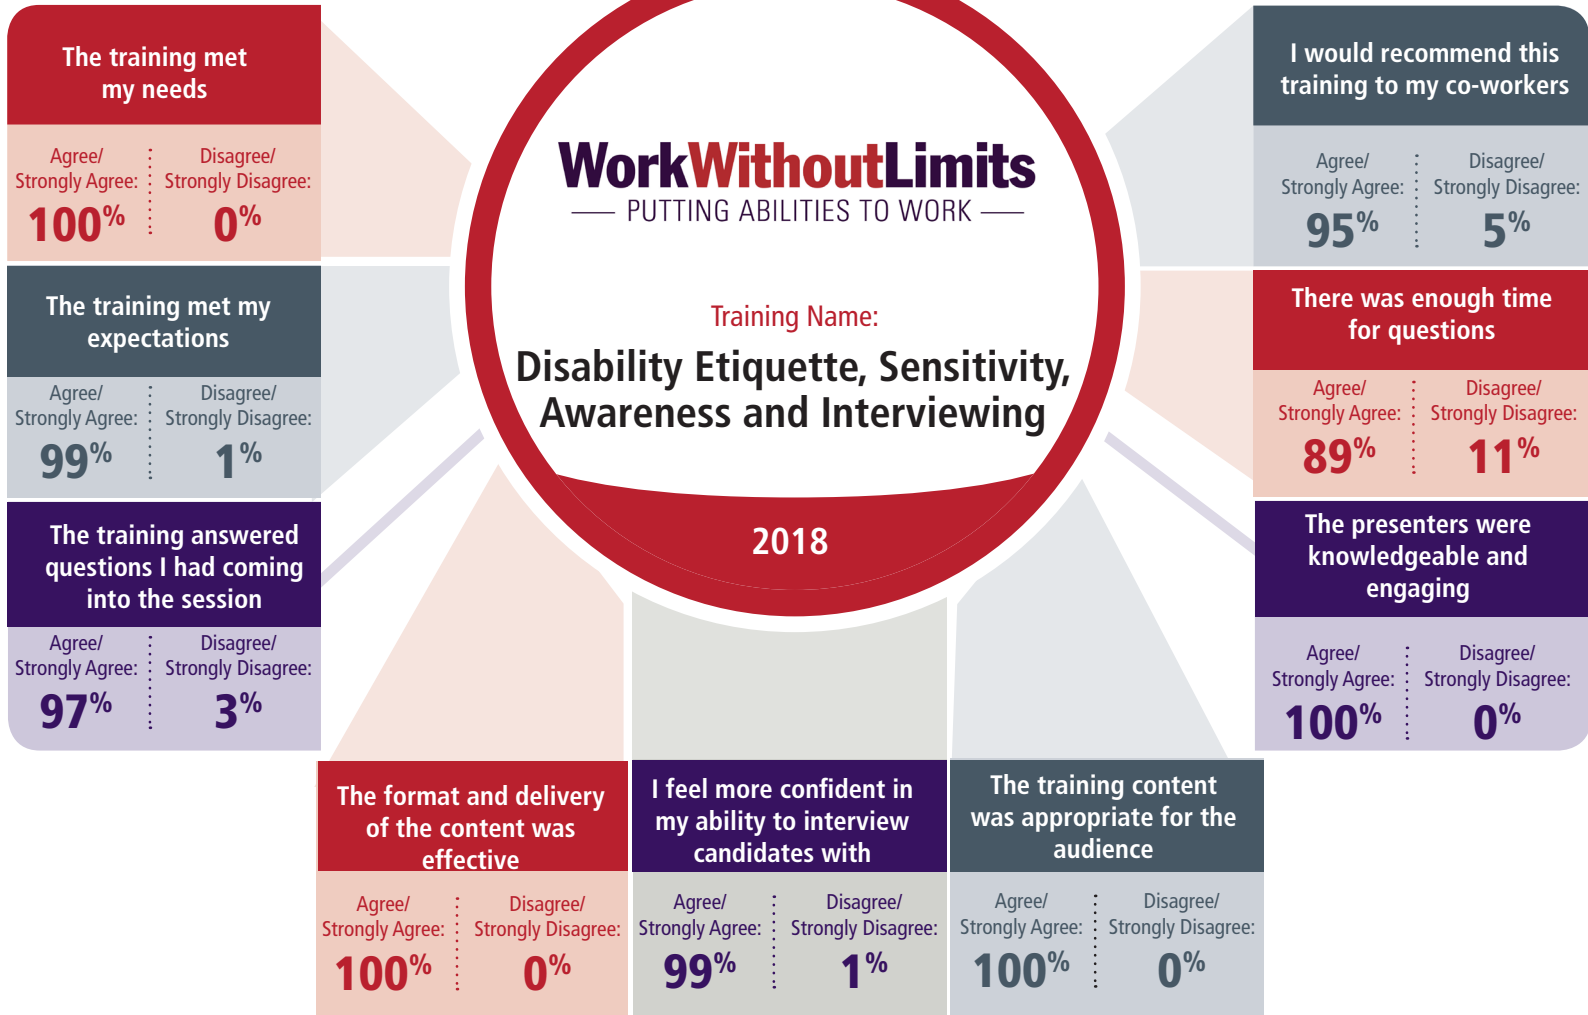 WorkWithoutLimits
PUTTING ABILITIES TO WORK
Training Name:
Disability Etiquette, Sensitivity,
Awareness and Interviewing
2018
The training met
my needs
Agree/
Strongly Agree:
100%
Disagree/
Strongly Disagree:
0%
The training met my
expectations
Agree/
Strongly Agree:
99%
Disagree/
Strongly Disagree:
1%
The training answered
questions I had coming
into the session
Agree/
Strongly Agree:
97%
Disagree/
Strongly Disagree:
3%
The format and delivery
of the content was
effective
Agree/
Strongly Agree:
100%
Disagree/
Strongly Disagree:
0%
I feel more confident in
my ability to interview
candidates with
Agree/
Strongly Agree:
99%
Disagree/
Strongly Disagree:
1%
The training content
was appropriate for the
audience
Agree/
Strongly Agree:
100%
Disagree/
Strongly Disagree:
0%
I would recommend this
training to my co-workers
Agree/
Strongly Agree:
95%
Disagree/
Strongly Disagree:
5%
There was enough time
for questions
Agree/
Strongly Agree:
89%
Disagree/
Strongly Disagree:
11%
The presenters were
knowledgeable and
engaging
Agree/
Strongly Agree:
100%
Disagree/
Strongly Disagree:
0%